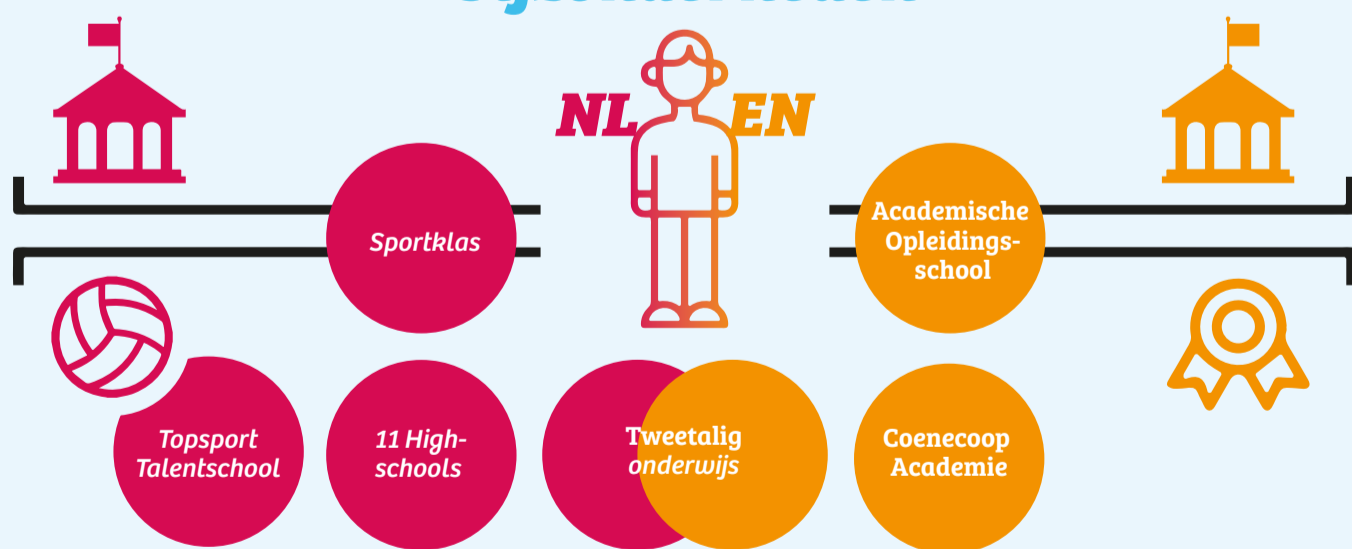 NL EN
Sportklas
Academische
Opleidings-
school
Topsport
Talentschool
11 High-
schools
Tweetalig
onderwijs
Coenecoop
Academie